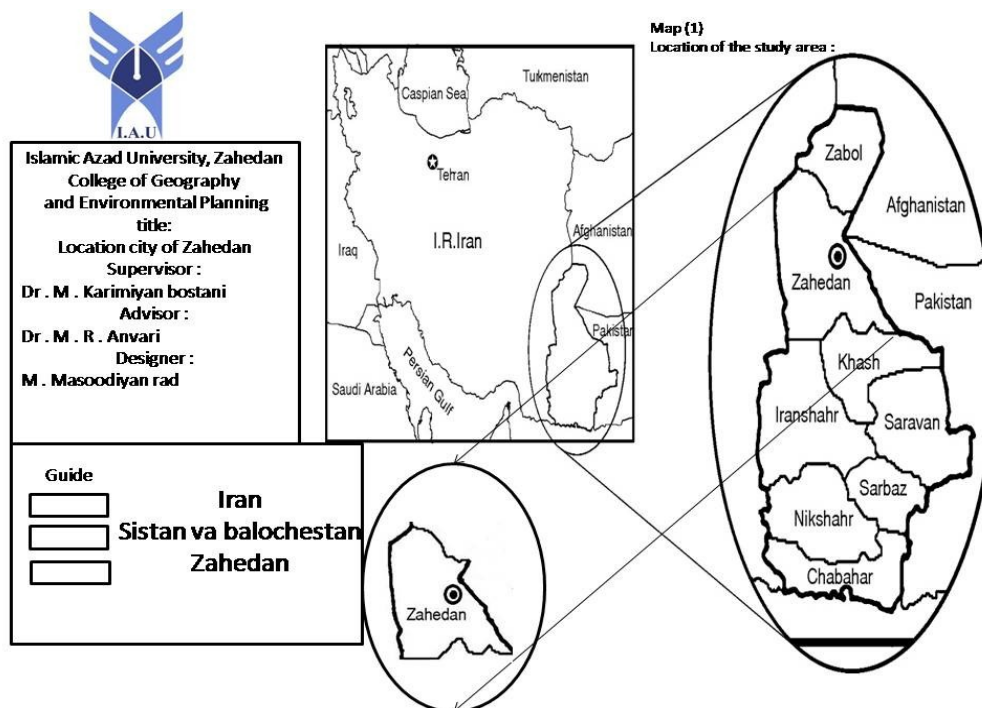 I.A.U
Islamic Azad University, Zahedan
College of Geography
and Environmental Planning
title:
Location city of Zahedan
Supervisor :
Dr . M . Karimiyan bostani
Advisor :
Dr . M . R . Anvari
Designer :
M . Masoodiyan rad
Guide
Iran
Sistan va balochestan
Zahedan
Map (1)
Location of the study area :
Caspian Sea
Turkmenistan
Tehran
I.R.Iran
Iraq
Afghanistan
Pakistan
Persian Gulf
Saudi Arabia
Zabol
Afghanistan
Zahedan
Pakistan
Khash
Iranshahr
Saravan
Sarbaz
Nikshahr
Chabahar
Zahedan